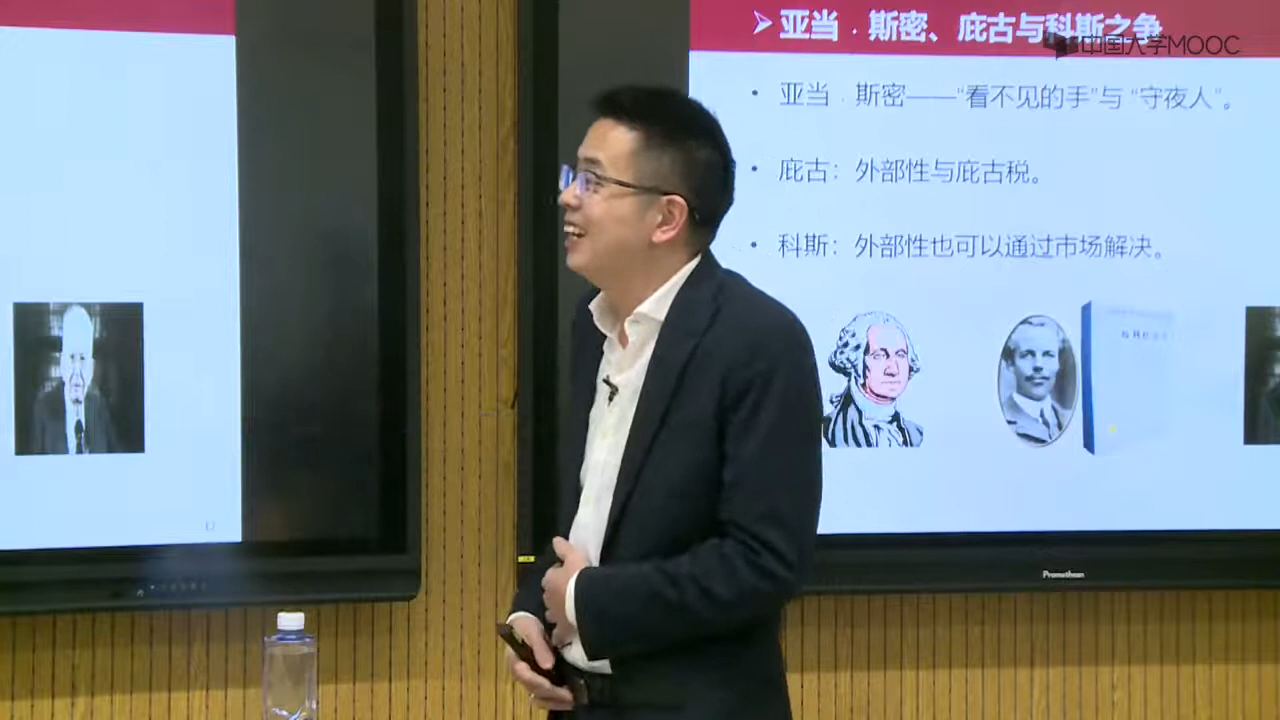 ➢亚当．斯密、庇古与科斯之争
中国大学MOOC
• 亚当．斯密——“看不见的手”与 “守夜人”。
• 庇古：外部性与庇古税。
• 科斯：外部性也可以通过市场解决。
Promethean